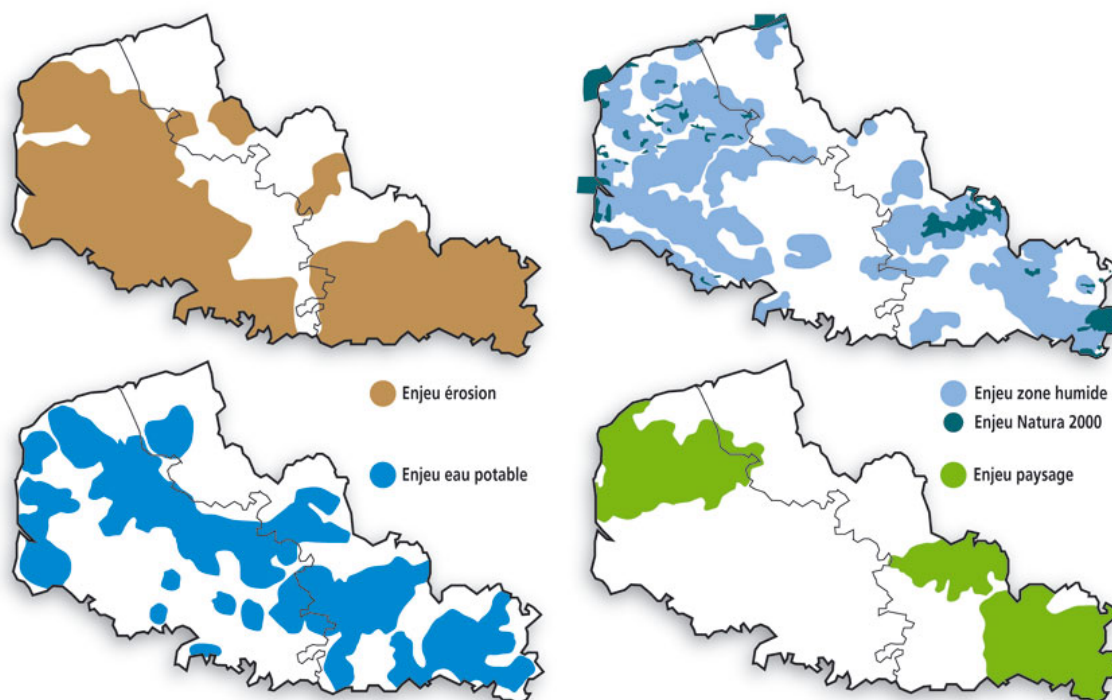 Enjeu érosion
Enjeu zone humide
Enjeu Natura 2000
Enjeu eau potable
Enjeu paysage